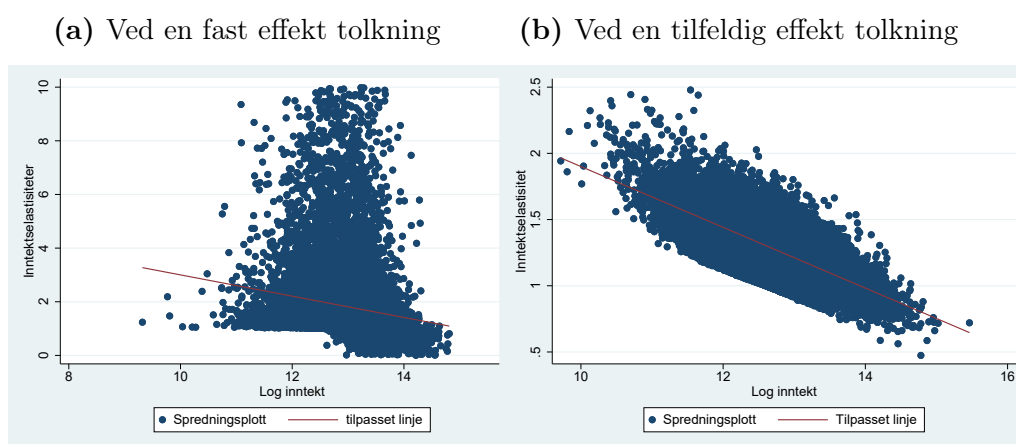 (a) Ved en fast effekt tolkning
(b) Ved en tilfeldig effekt tolkning
Inntektselastisiteter
10
8
6
4
2
0
8
10
12
14
Log inntekt
Spredningsplott
tilpasset linje
Inntektselastisitet
2.5
2
1.5
1
.5
10
12
14
16
Log inntekt
Spredningsplott
Tilpasset linje